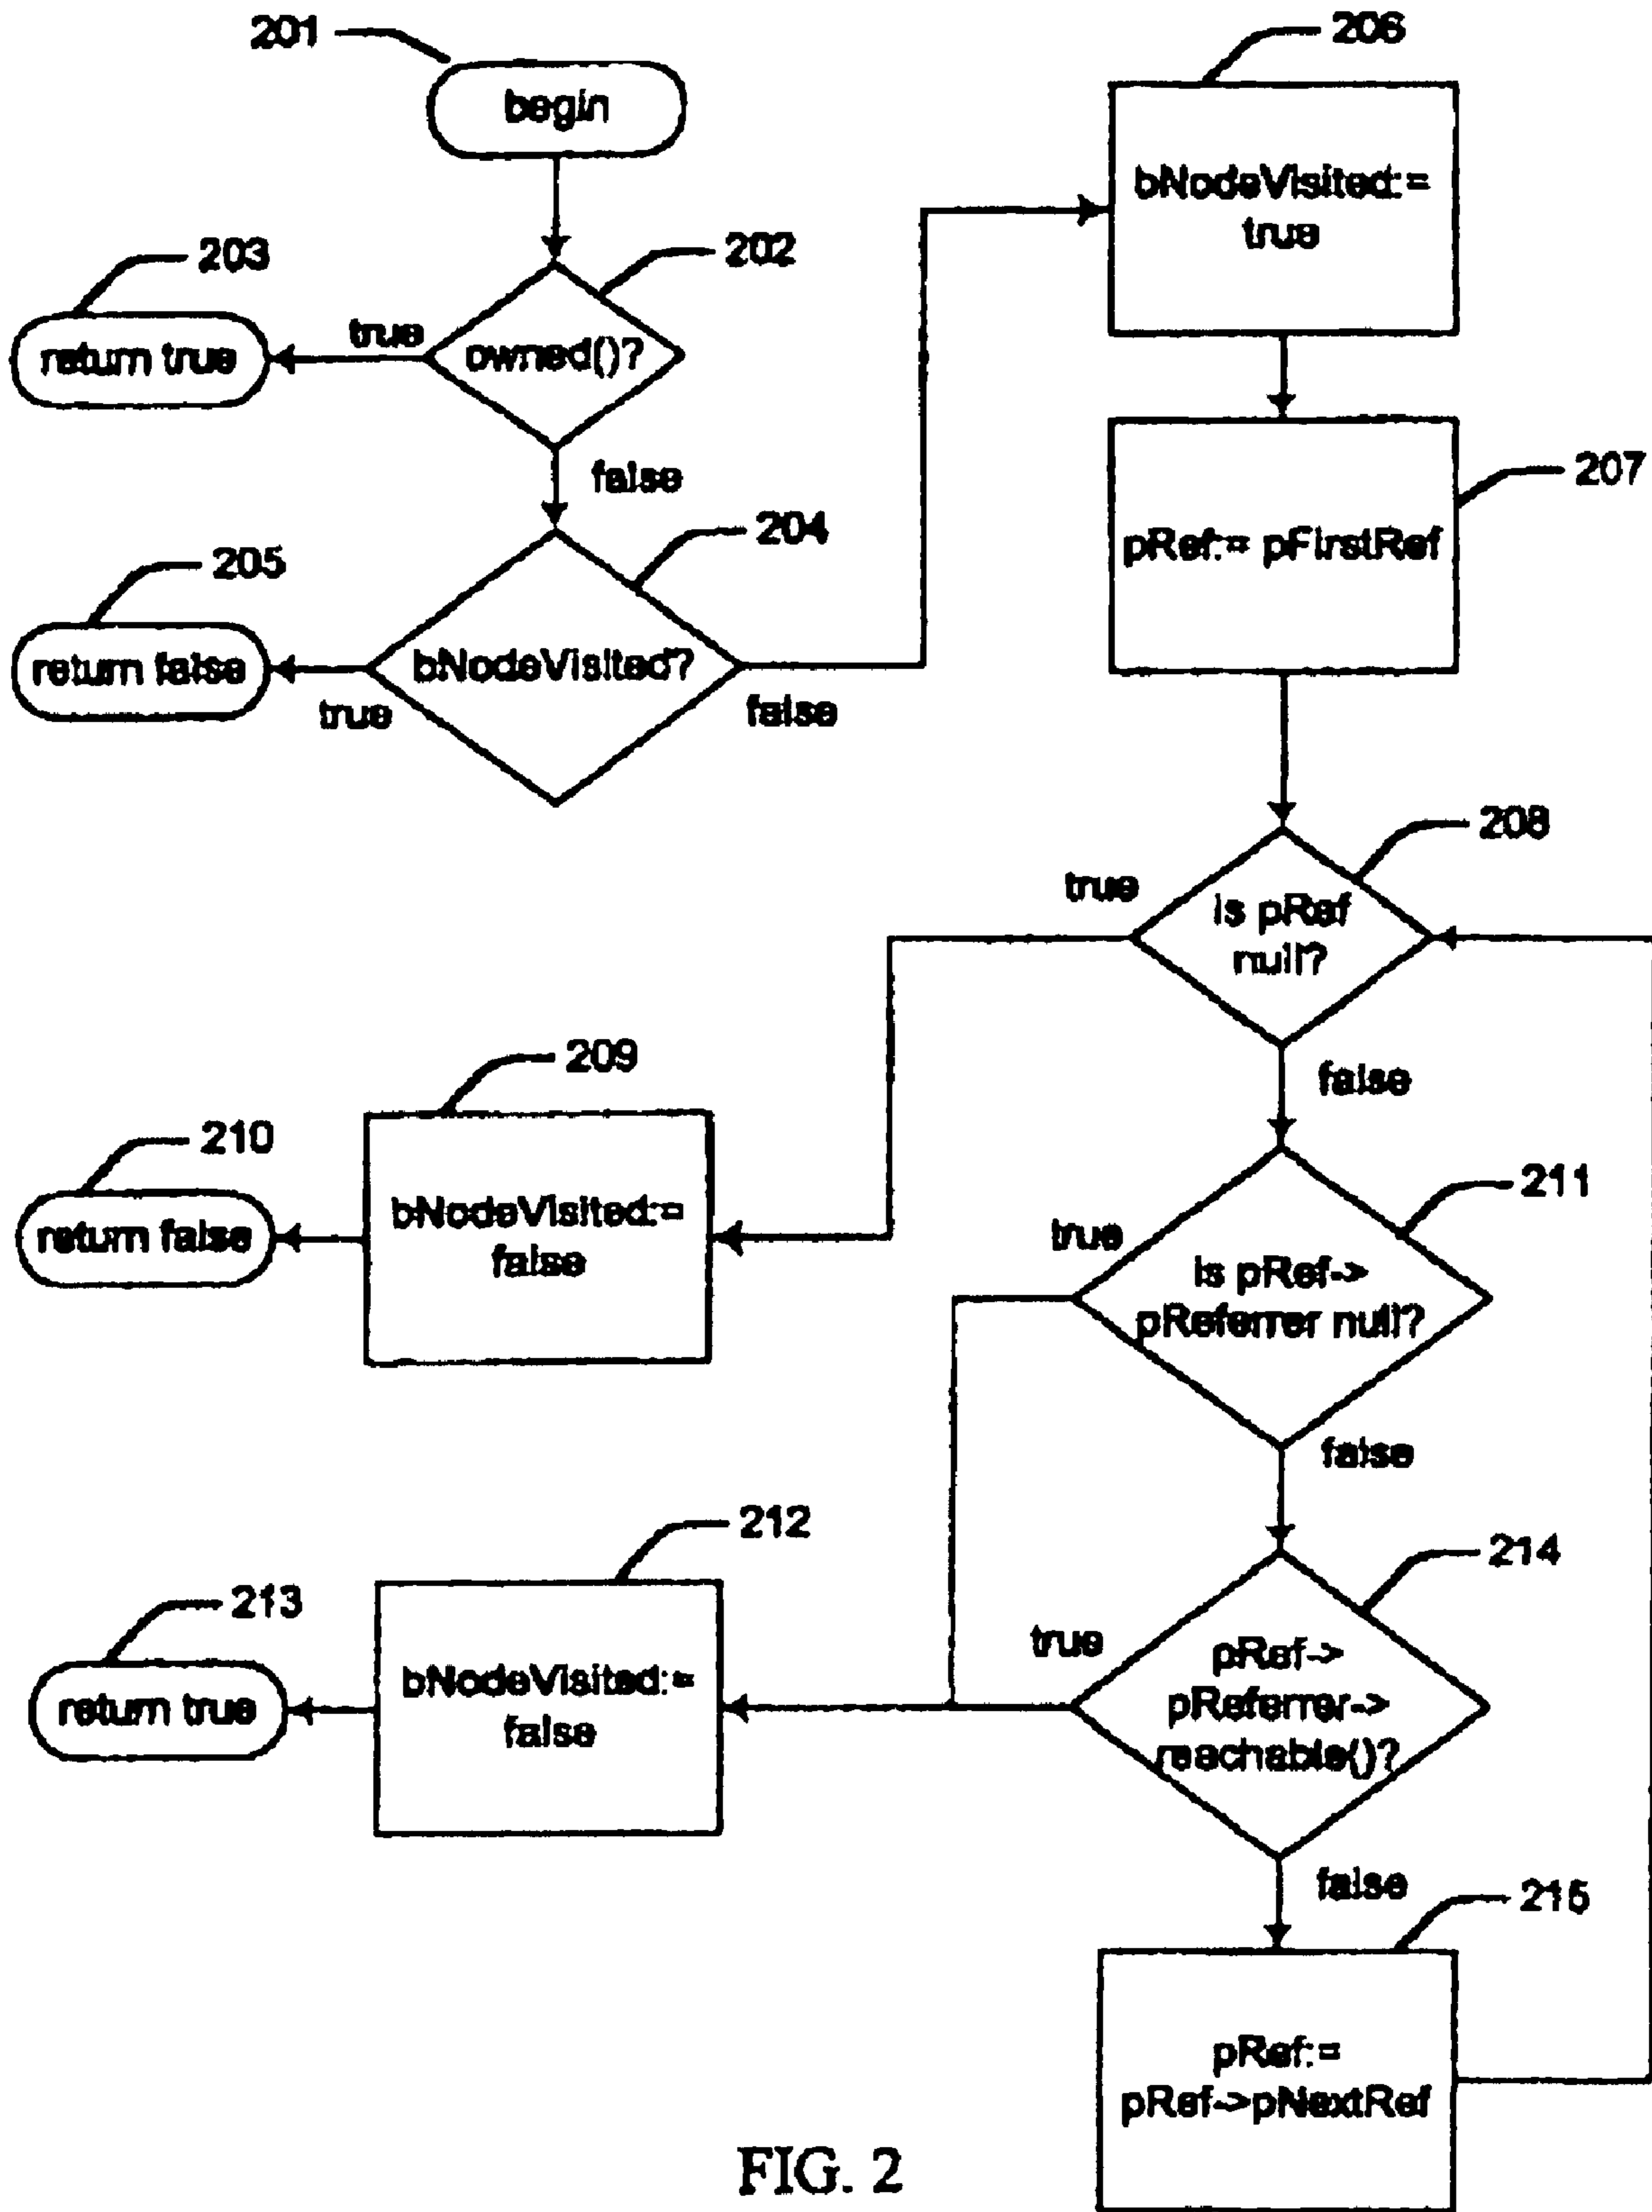 201
begin
202
owned()?
true
203
return true
false
204
bNodeVisited?
true
205
return false
false
206
bNodeVisited:=
true
207
pRef:= pFirstRef
208
is pRef
null?
true
209
bNodeVisited:=
false
210
return false
false
211
is pRef->
pReferrer null?
true
212
bNodeVisited:=
false
213
return true
false
214
pRef->
pReferrer->
reachable()?
true
false
215
pRef:=
pRef->pNextRef
FIG. 2